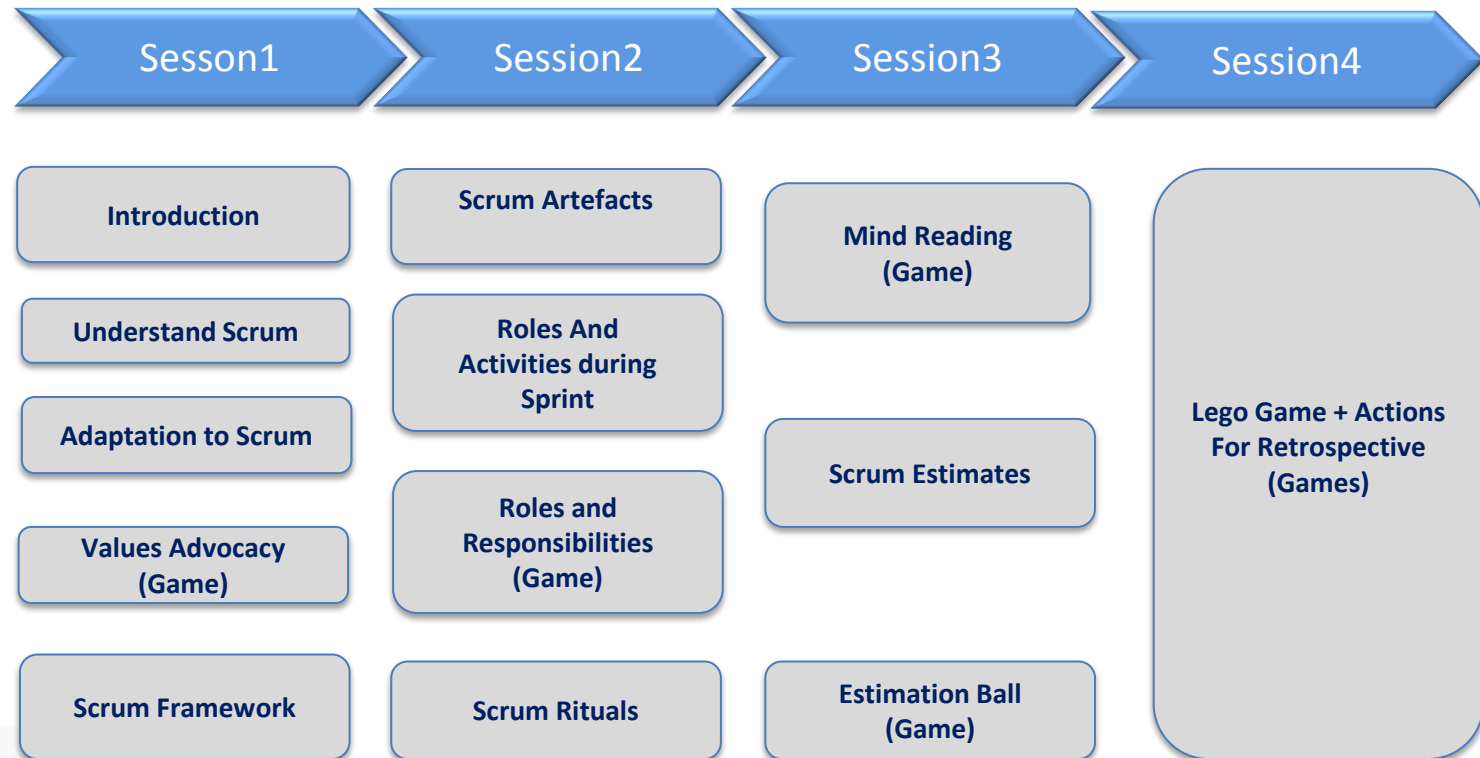 Sesson1
Session2
Session3
Session4
Introduction
Understand Scrum
Adaptation to Scrum
Values Advocacy
(Game)
Scrum Framework
Scrum Artefacts
Roles And
Activities during
Sprint
Roles and
Responsibilities
(Game)
Scrum Rituals
Mind Reading
(Game)
Scrum Estimates
Estimation Ball
(Game)
Lego Game + Actions
For Retrospective
(Games)